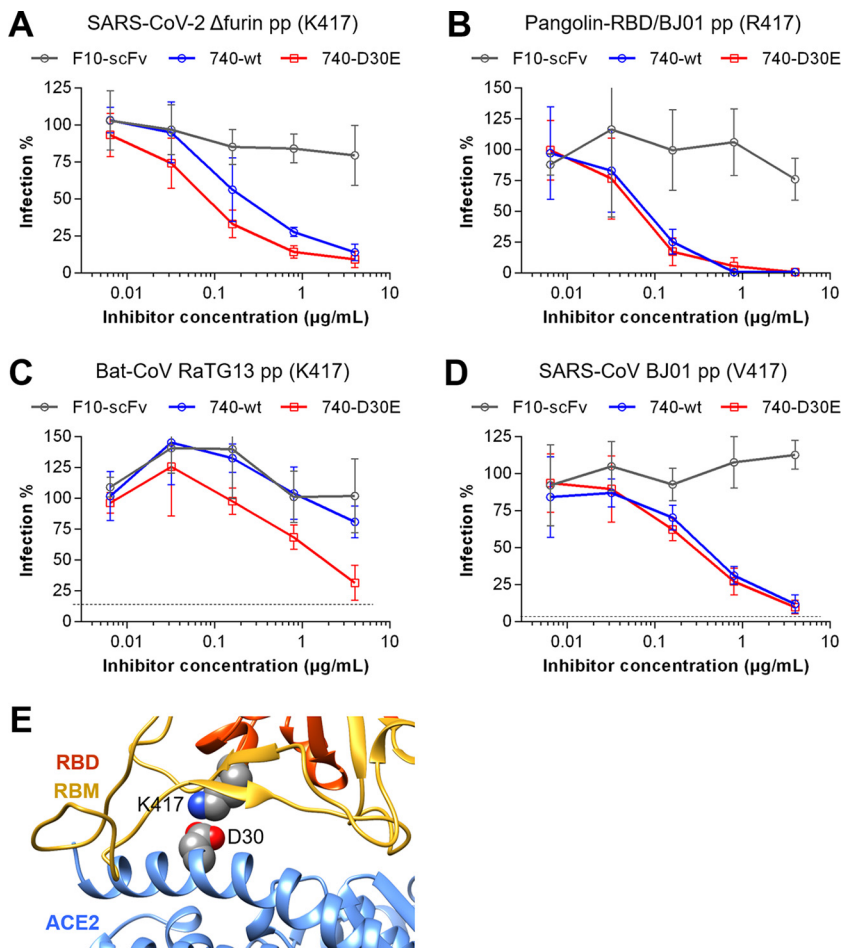 A
SARS-CoV-2 Δfurin pp (K417)
F10-scFv 740-wt 740-D30E
125
100
75
50
25
0
Infection %
0.01 0.1 1 10
Inhibitor concentration (µg/mL)
B
Pangolin-RBD/BJ01 pp (R417)
F10-scFv 740-wt 740-D30E
150
125
100
75
50
25
0
Infection %
0.01 0.1 1 10
Inhibitor concentration (µg/mL)
C
Bat-CoV RaTG13 pp (K417)
F10-scFv 740-wt 740-D30E
150
125
100
75
50
25
0
Infection %
0.01 0.1 1 10
Inhibitor concentration (µg/mL)
D
SARS-CoV BJ01 pp (V417)
F10-scFv 740-wt 740-D30E
125
100
75
50
25
0
Infection %
0.01 0.1 1 10
Inhibitor concentration (µg/mL)
E
RBD
RBM
K417
D30
ACE2